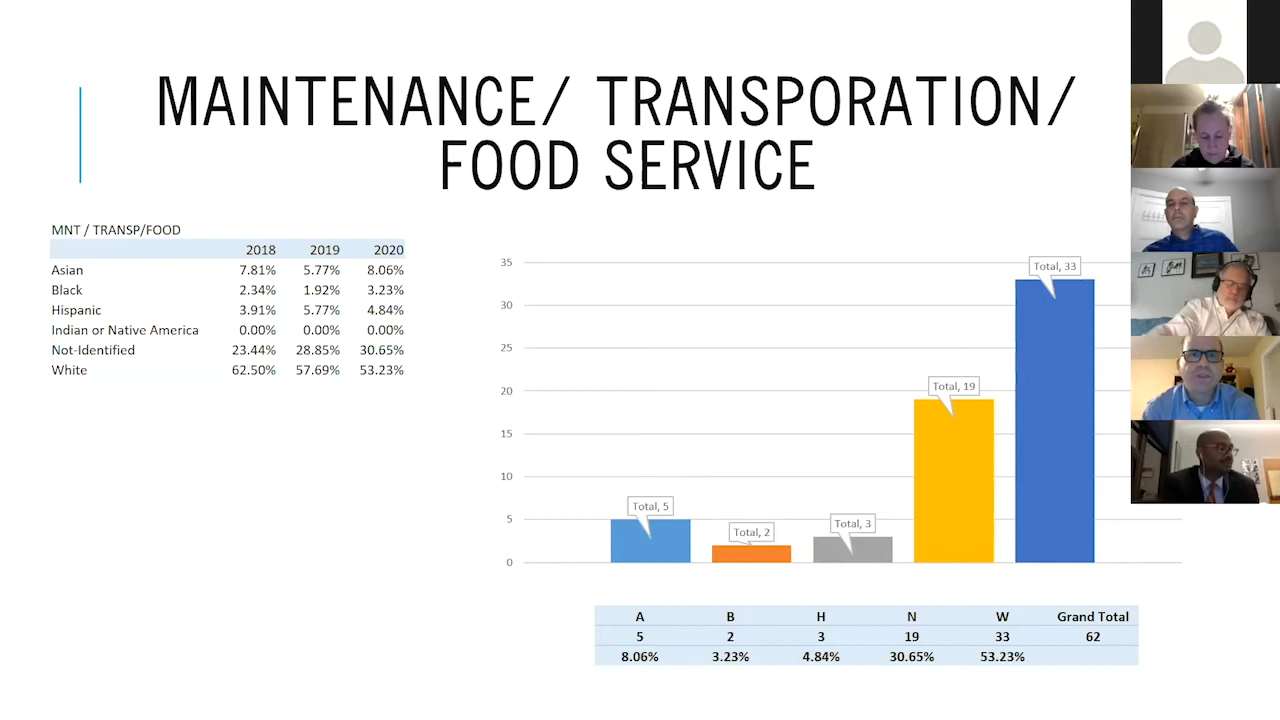 MAINTENANCE/ TRANSPORATION/
FOOD SERVICE
MNT / TRANSP/FOOD
2018 2019 2020
Asian 7.81% 5.77% 8.06%
Black 2.34% 1.92% 3.23%
Hispanic 3.91% 5.77% 4.84%
Indian or Native America 0.00% 0.00% 0.00%
Not-Identified 23.44% 28.85% 30.65%
White 62.50% 57.69% 53.23%
35
30
25
20
15
10
5
0
Total, 5
Total, 2
Total, 3
Total, 19
Total, 33
A B H N W Grand Total
5 2 3 19 33 62
8.06% 3.23% 4.84% 30.65% 53.23%